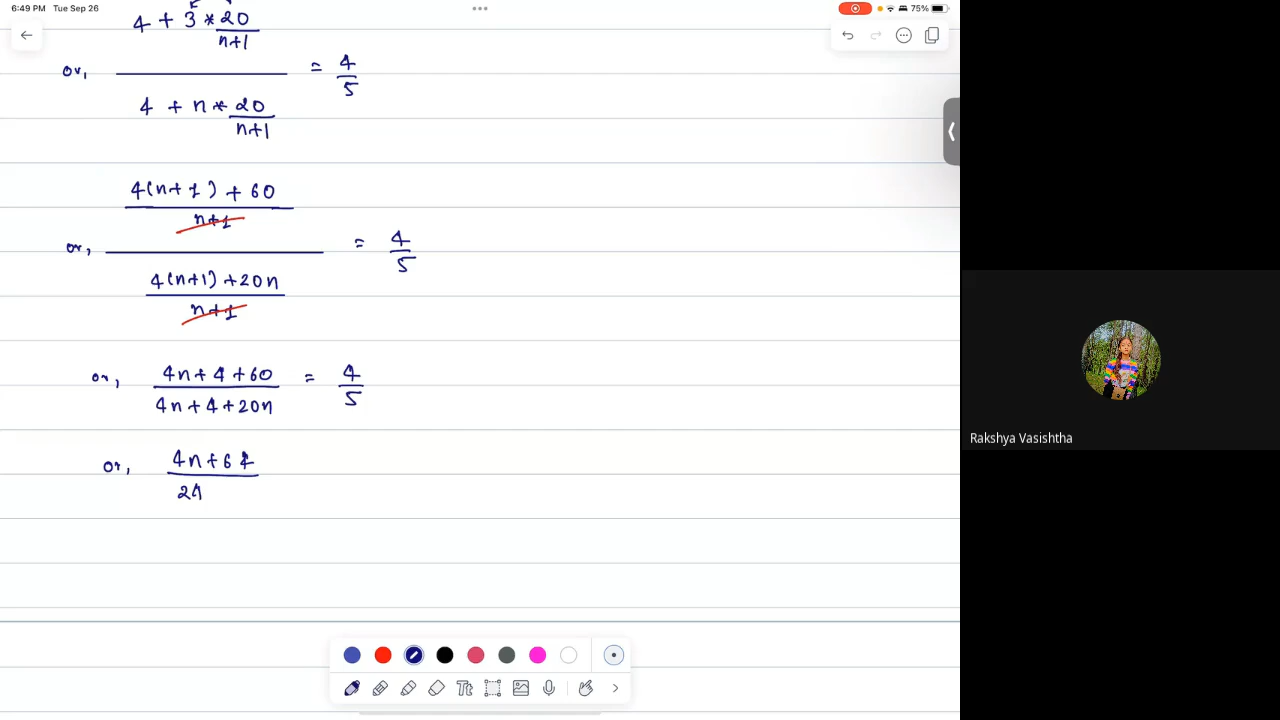 6:49 PM Tue Sep 26
75%
4 + 3 * 20/(n+1)
or, ――― = 4/5
4 + n * 20/(n+1)
(4(n+1) + 60)/(n+1)
or, ――― = 4/5
(4(n+1) + 20n)/(n+1)
or, (4n+4+60)/(4n+4+20n) = 4/5
or, (4n+64)/24
Tt
Rakshya Vasishtha